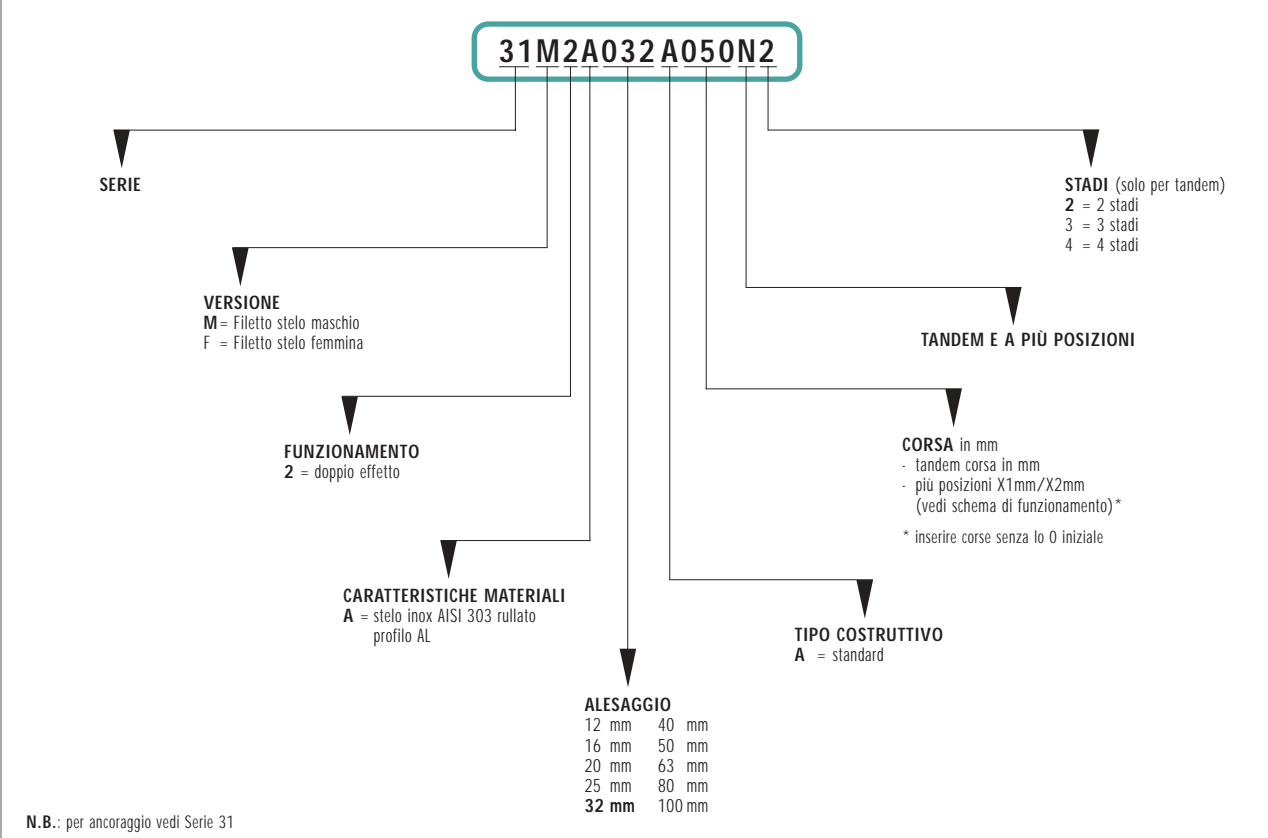 31M2A032A050N2
SERIE
STADI (solo per tandem)
2 = 2 stadi
3 = 3 stadi
4 = 4 stadi
VERSIONE
M = Filetto stelo maschio
F = Filetto stelo femmina
TANDEM E A PIÙ POSIZIONI
FUNZIONAMENTO
2 = doppio effetto
CORSA in mm
- tandem corsa in mm
- più posizioni X1mm/X2mm
(vedi schema di funzionamento)*
* inserire corse senza lo 0 iniziale
CARATTERISTICHE MATERIALI
A = stelo inox AISI 303 rullato
profilo AL
TIPO COSTRUTTIVO
A = standard
ALESAGGIO
12 mm 40 mm
16 mm 50 mm
20 mm 63 mm
25 mm 80 mm
32 mm 100 mm
N.B.: per ancoraggio vedi Serie 31